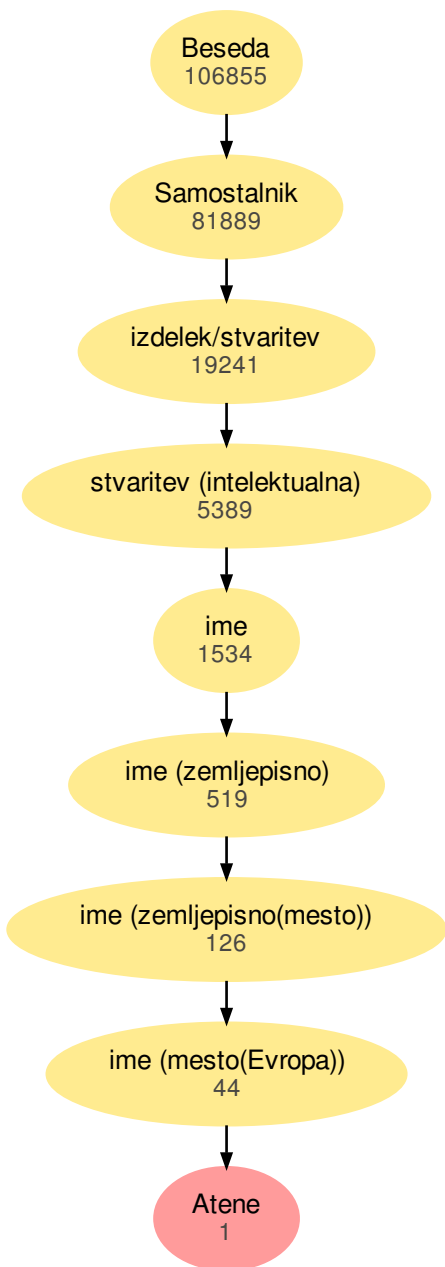 Beseda
106855
Samostalnik
81889
izdelek/stvaritev
19241
stvaritev (intelektualna)
5389
ime
1534
ime (zemljepisno)
519
ime (zemljepisno(mesto))
126
ime (mesto(Evropa))
44
Atene
1